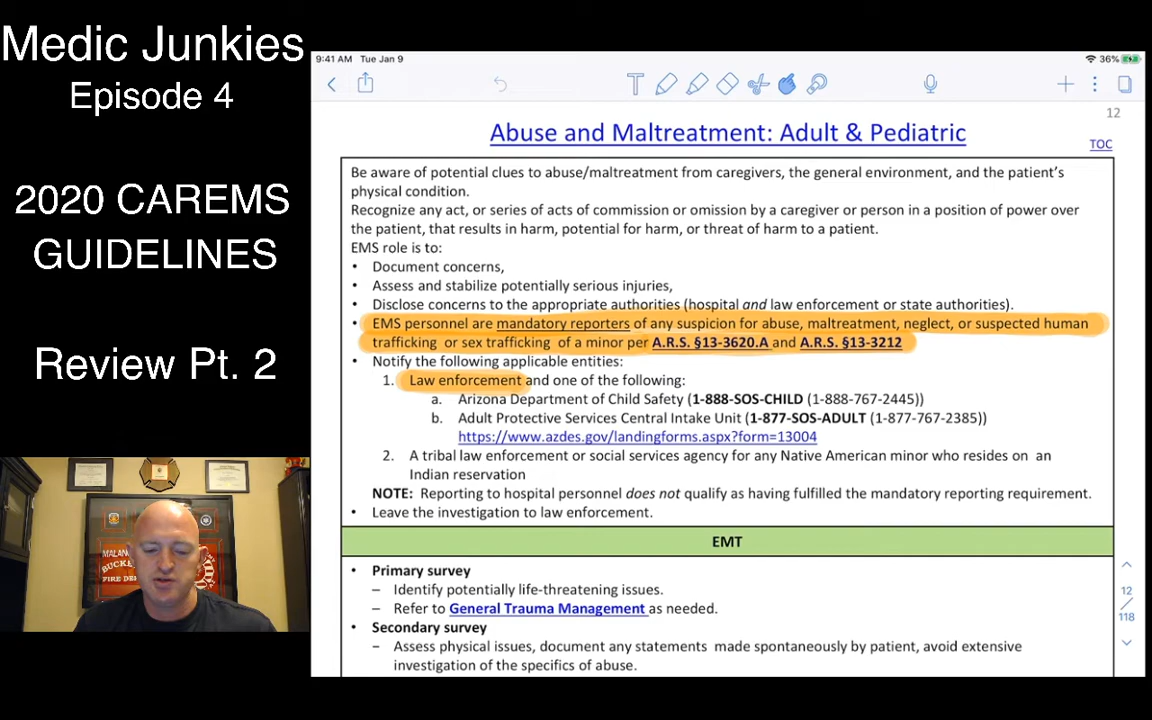 Medic Junkies
Episode 4
2020 CAREMS
GUIDELINES
Review Pt. 2
MALAN
BUCKE
FIRE DE
9:41 AM Tue Jan 9
36%
T
12
Abuse and Maltreatment: Adult & Pediatric
TOC
Be aware of potential clues to abuse/maltreatment from caregivers, the general environment, and the patient's
physical condition.
Recognize any act, or series of acts of commission or omission by a caregiver or person in a position of power over
the patient, that results in harm, potential for harm, or threat of harm to a patient.
EMS role is to:
• Document concerns,
• Assess and stabilize potentially serious injuries,
• Disclose concerns to the appropriate authorities (hospital and law enforcement or state authorities).
• EMS personnel are mandatory reporters of any suspicion for abuse, maltreatment, neglect, or suspected human
trafficking or sex trafficking of a minor per A.R.S. §13-3620.A and A.R.S. §13-3212
• Notify the following applicable entities:
1. Law enforcement and one of the following:
a. Arizona Department of Child Safety (1-888-SOS-CHILD (1-888-767-2445))
b. Adult Protective Services Central Intake Unit (1-877-SOS-ADULT (1-877-767-2385))
https://www.azdes.gov/landingforms.aspx?form=13004
2. A tribal law enforcement or social services agency for any Native American minor who resides on an
Indian reservation
NOTE: Reporting to hospital personnel does not qualify as having fulfilled the mandatory reporting requirement.
• Leave the investigation to law enforcement.
EMT
• Primary survey
– Identify potentially life-threatening issues.
– Refer to General Trauma Management as needed.
• Secondary survey
– Assess physical issues, document any statements made spontaneously by patient, avoid extensive
investigation of the specifics of abuse.
12
/
118